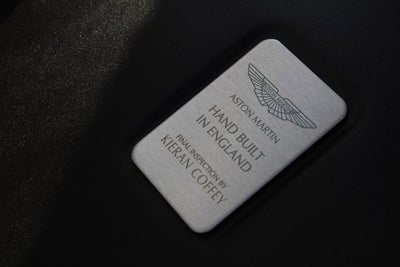 ASTON MARTIN
HAND BUILT
IN ENGLAND
FINAL INSPECTION BY
KIERAN COFFEY